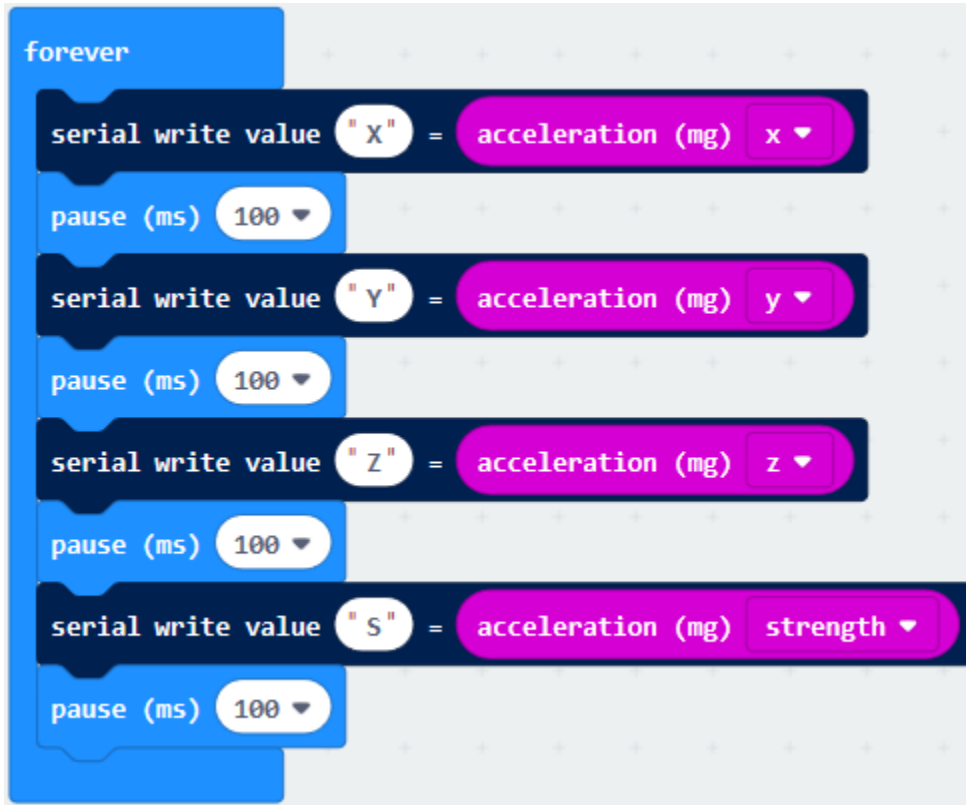 forever
serial write value "X" = acceleration (mg) x
pause (ms) 100
serial write value "Y" = acceleration (mg) y
pause (ms) 100
serial write value "Z" = acceleration (mg) z
pause (ms) 100
serial write value "S" = acceleration (mg) strength
pause (ms) 100